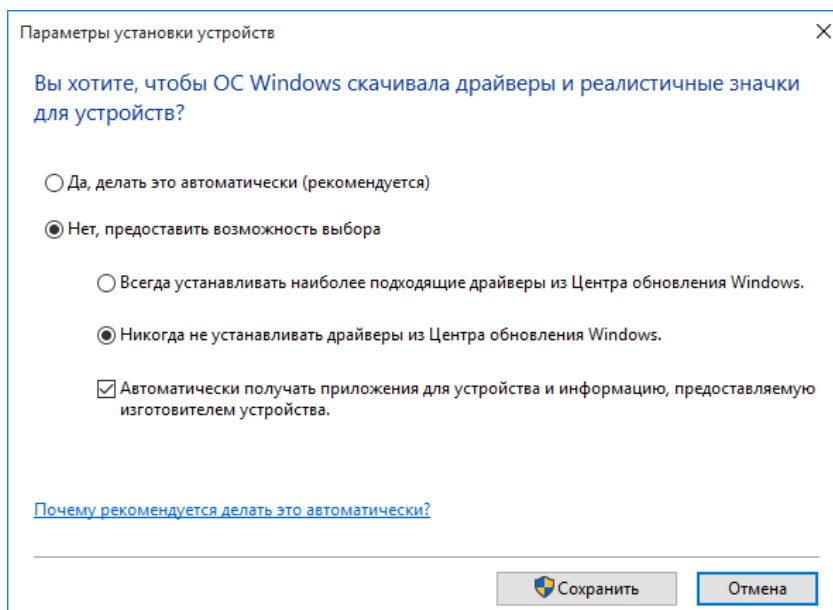 Параметры установки устройств
Вы хотите, чтобы ОС Windows скачивала драйверы и реалистичные значки
для устройств?
Да, делать это автоматически (рекомендуется)
Нет, предоставить возможность выбора
Всегда устанавливать наиболее подходящие драйверы из Центра обновления Windows.
Никогда не устанавливать драйверы из Центра обновления Windows.
Автоматически получать приложения для устройства и информацию, предоставляемую
изготовителем устройства.
Почему рекомендуется делать это автоматически?
Сохранить Отмена